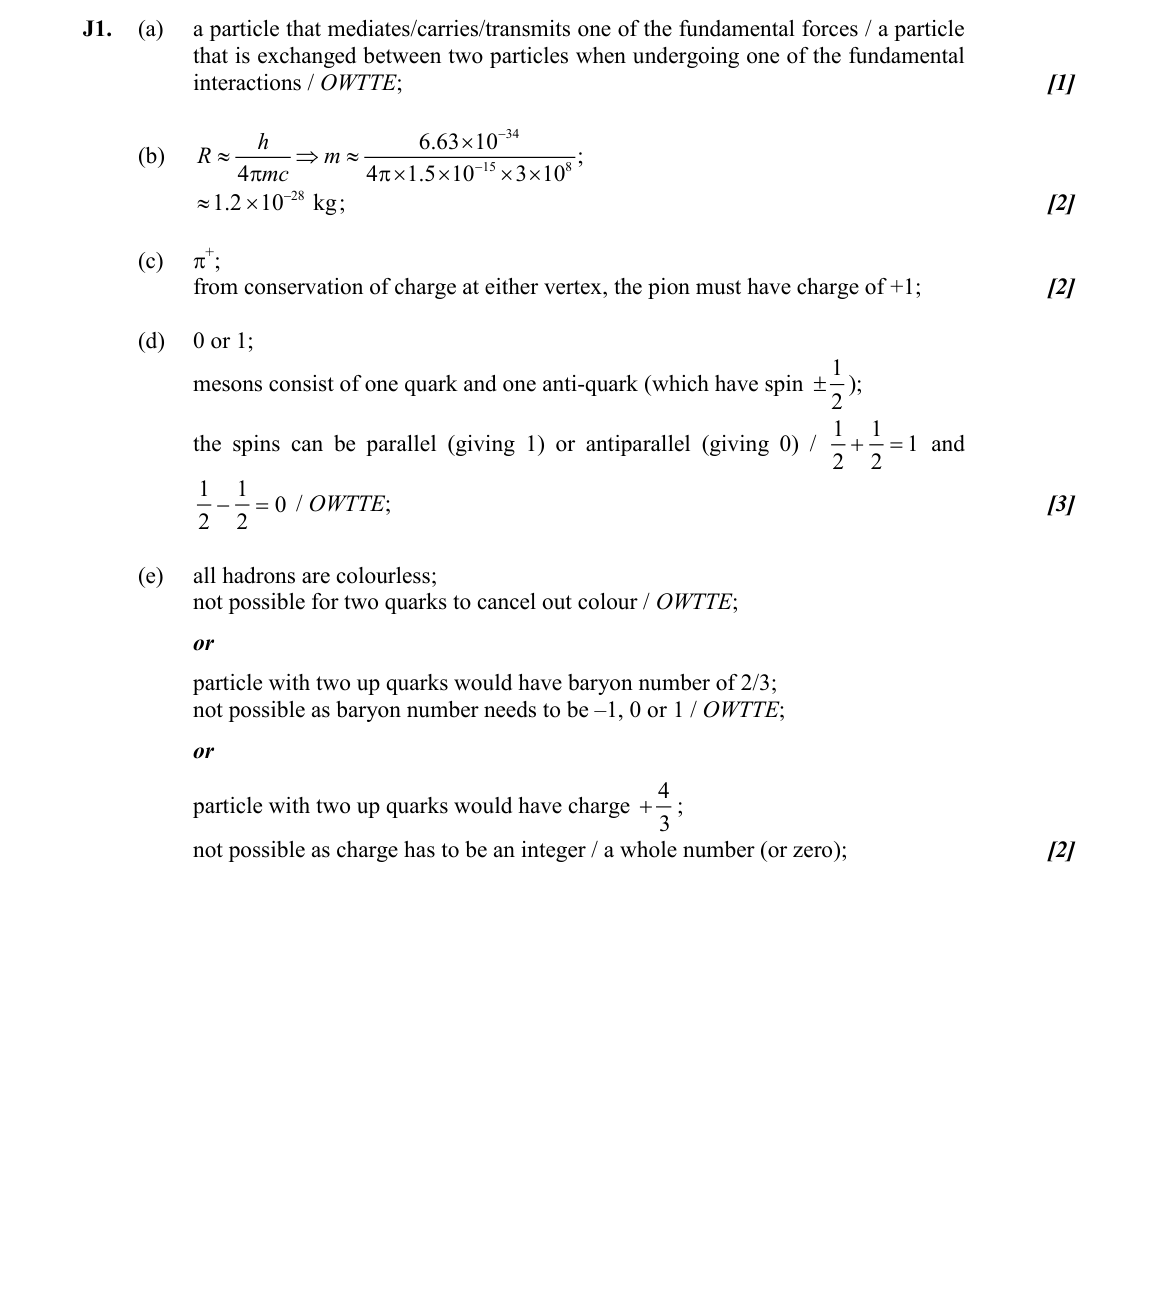 J1. (a) a particle that mediates/carries/transmits one of the fundamental forces / a particle
that is exchanged between two particles when undergoing one of the fundamental
interactions / OWTTE; [1]
(b) R ≈ h/(4πmc) ⇒ m ≈ 6.63×10⁻³⁴/(4π×1.5×10⁻¹⁵×3×10⁸);
≈1.2×10⁻²⁸ kg; [2]
(c) π⁺;
from conservation of charge at either vertex, the pion must have charge of +1; [2]
(d) 0 or 1;
mesons consist of one quark and one anti-quark (which have spin ±1/2);
the spins can be parallel (giving 1) or antiparallel (giving 0) / 1/2 + 1/2 = 1 and
1/2 − 1/2 = 0 / OWTTE; [3]
(e) all hadrons are colourless;
not possible for two quarks to cancel out colour / OWTTE;
or
particle with two up quarks would have baryon number of 2/3;
not possible as baryon number needs to be –1, 0 or 1 / OWTTE;
or
particle with two up quarks would have charge +4/3;
not possible as charge has to be an integer / a whole number (or zero); [2]